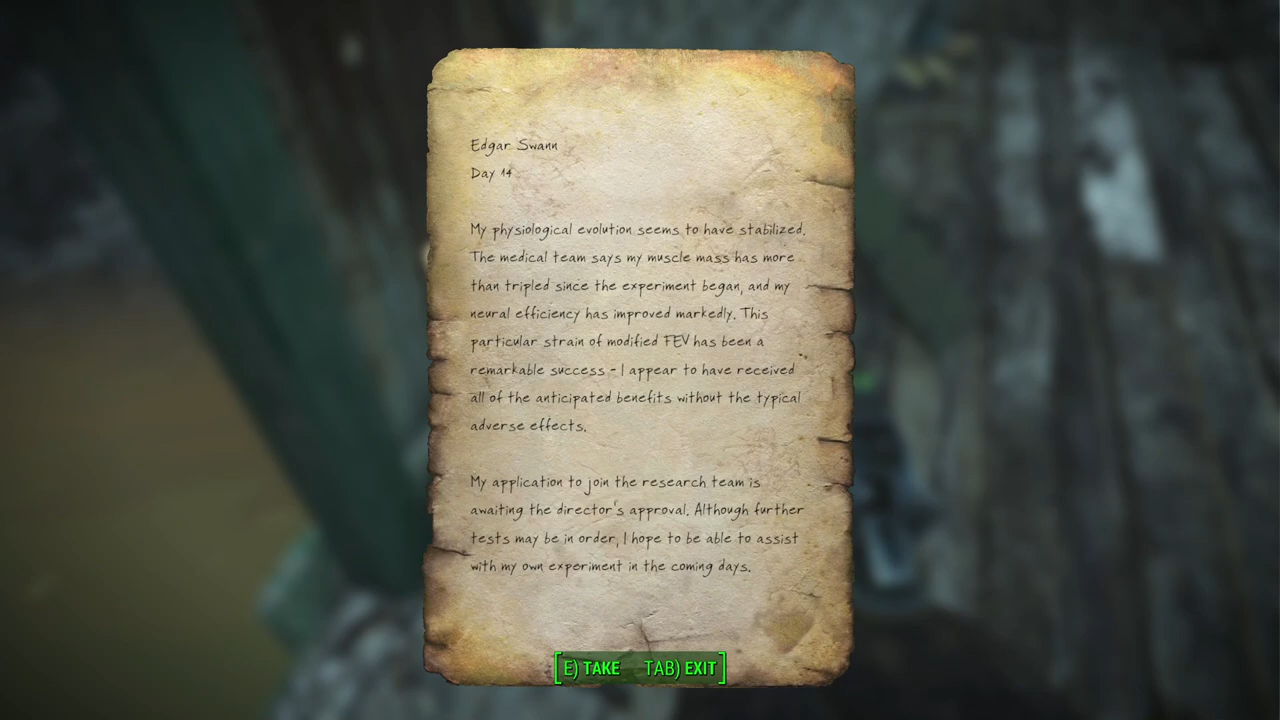 Edgar Swann
Day 14
My physiological evolution seems to have stabilized.
The medical team says my muscle mass has more
than tripled since the experiment began, and my
neural efficiency has improved markedly. This
particular strain of modified FEV has been a
remarkable success - I appear to have received
all of the anticipated benefits without the typical
adverse effects.
My application to join the research team is
awaiting the director's approval. Although further
tests may be in order, I hope to be able to assist
with my own experiment in the coming days.
[E) TAKE TAB) EXIT]